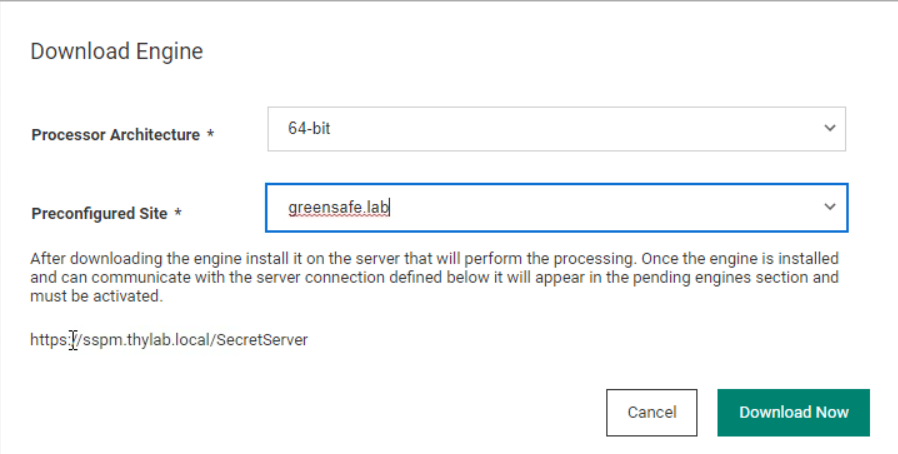 Download Engine
Processor Architecture *
64-bit
Preconfigured Site *
greensafe.lab
After downloading the engine install it on the server that will perform the processing. Once the engine is installed
and can communicate with the server connection defined below it will appear in the pending engines section and
must be activated.
https://sspm.thylab.local/SecretServer
Cancel
Download Now